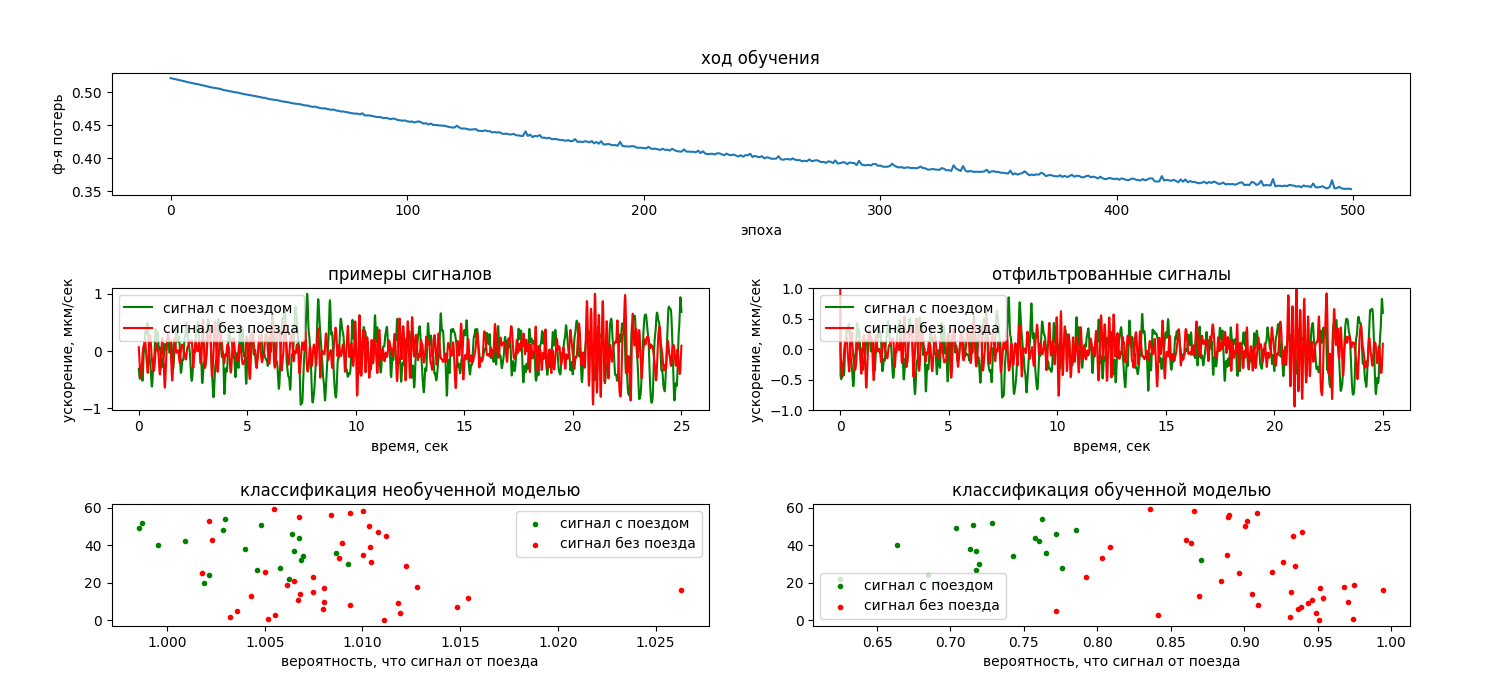 ход обучения
ф-я потерь
0.50
0.45
0.40
0.35
0 100 200 300 400 500
эпоха
примеры сигналов
ускорение, мкм/сек
1
0
−1
сигнал с поездом
сигнал без поезда
0 5 10 15 20 25
время, сек
отфильтрованные сигналы
ускорение, мкм/сек
1.0
0.5
0.0
−0.5
−1.0
сигнал с поездом
сигнал без поезда
0 5 10 15 20 25
время, сек
классификация необученной моделью
60
40
20
0
сигнал с поездом
сигнал без поезда
1.000 1.005 1.010 1.015 1.020 1.025
вероятность, что сигнал от поезда
классификация обученной моделью
60
40
20
0
сигнал с поездом
сигнал без поезда
0.65 0.70 0.75 0.80 0.85 0.90 0.95 1.00
вероятность, что сигнал от поезда